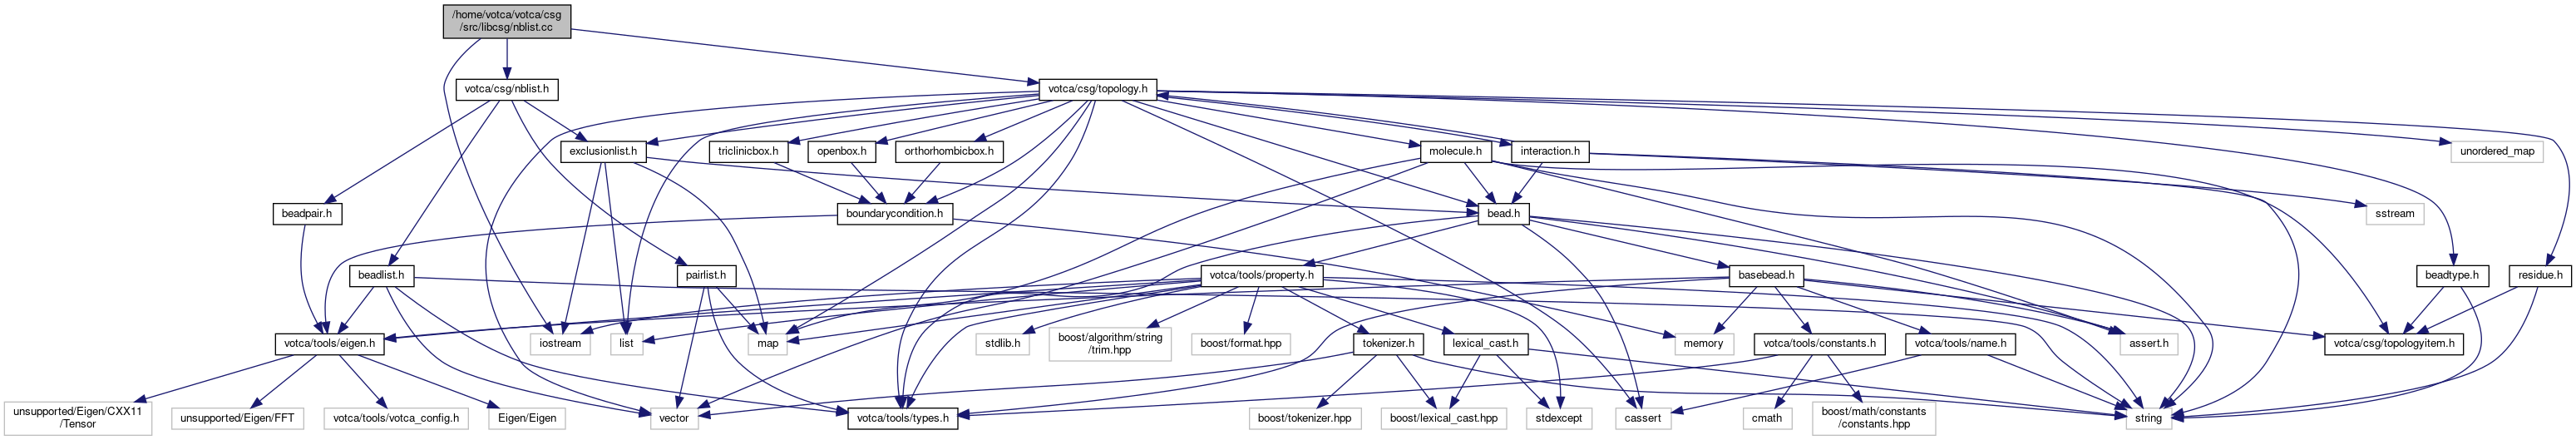 /home/votca/votca/csg
/src/libcsg/nblist.cc
votca/csg/nblist.h
votca/csg/topology.h
exclusionlist.h
triclinicbox.h
openbox.h
orthorhombicbox.h
molecule.h
interaction.h
unordered_map
beadpair.h
boundarycondition.h
bead.h
sstream
beadlist.h
pairlist.h
votca/tools/property.h
basebead.h
beadtype.h
residue.h
votca/tools/eigen.h
iostream
list
map
stdlib.h
boost/algorithm/string
/trim.hpp
boost/format.hpp
tokenizer.h
lexical_cast.h
memory
votca/tools/constants.h
votca/tools/name.h
assert.h
votca/csg/topologyitem.h
unsupported/Eigen/CXX11
/Tensor
unsupported/Eigen/FFT
votca/tools/votca_config.h
Eigen/Eigen
vector
votca/tools/types.h
boost/tokenizer.hpp
boost/lexical_cast.hpp
stdexcept
cassert
cmath
boost/math/constants
/constants.hpp
string